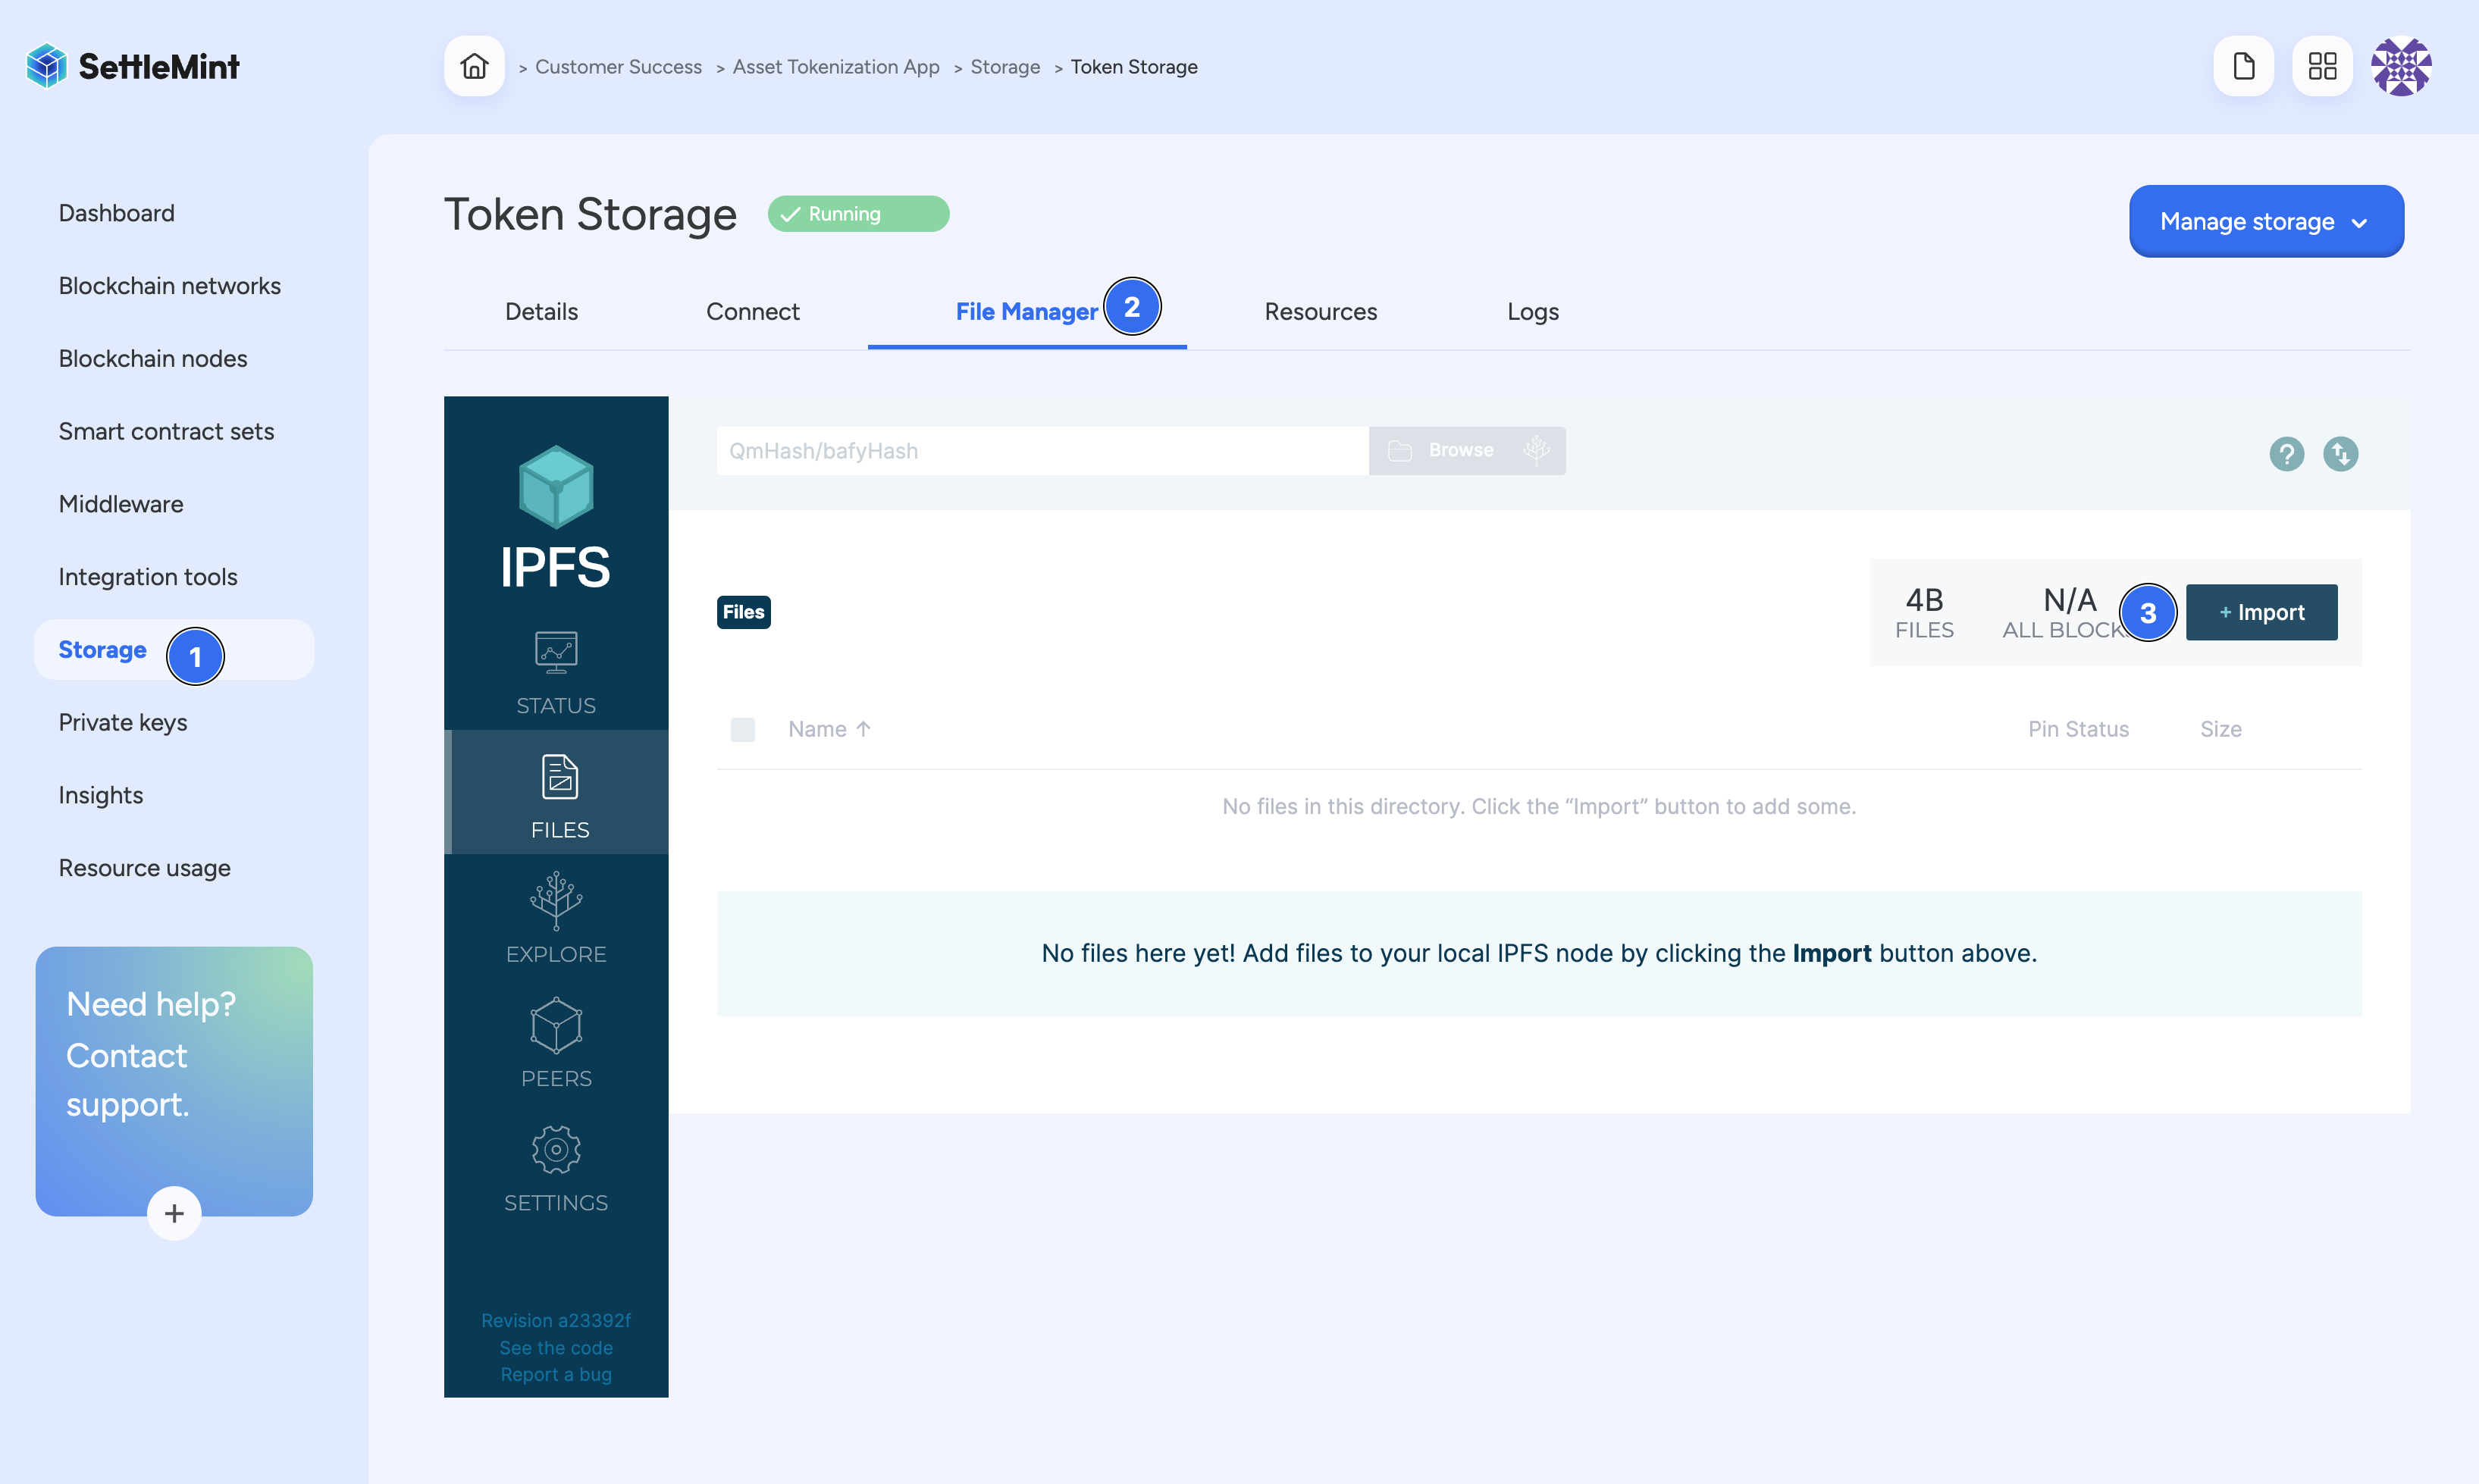 SettleMint
> Customer Success > Asset Tokenization App > Storage > Token Storage
Dashboard
Blockchain networks
Blockchain nodes
Smart contract sets
Middleware
Integration tools
Storage 1
Private keys
Insights
Resource usage
Need help?
Contact
support.
+
Token Storage
Running
Manage storage
Details
Connect
File Manager 2
Resources
Logs
IPFS
STATUS
FILES
EXPLORE
PEERS
SETTINGS
Revision a23392f
See the code
Report a bug
QmHash/bafyHash
Browse
?
Files
4B
FILES
N/A
ALL BLOCK
3
+ Import
Name ↑
Pin Status
Size
No files in this directory. Click the “Import” button to add some.
No files here yet! Add files to your local IPFS node by clicking the Import button above.